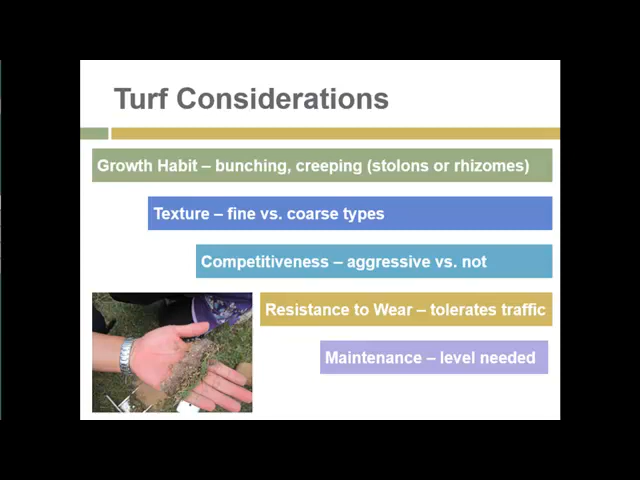 Turf Considerations
Growth Habit – bunching, creeping (stolons or rhizomes)
Texture – fine vs. coarse types
Competitiveness – aggressive vs. not
Resistance to Wear – tolerates traffic
Maintenance – level needed